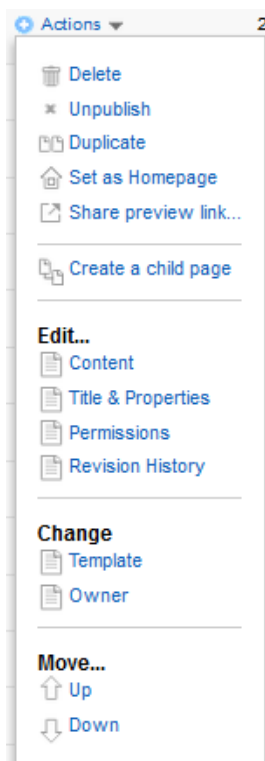 Actions 2
Delete
Unpublish
Duplicate
Set as Homepage
Share preview link...
Create a child page
Edit...
Content
Title & Properties
Permissions
Revision History
Change
Template
Owner
Move...
Up
Down